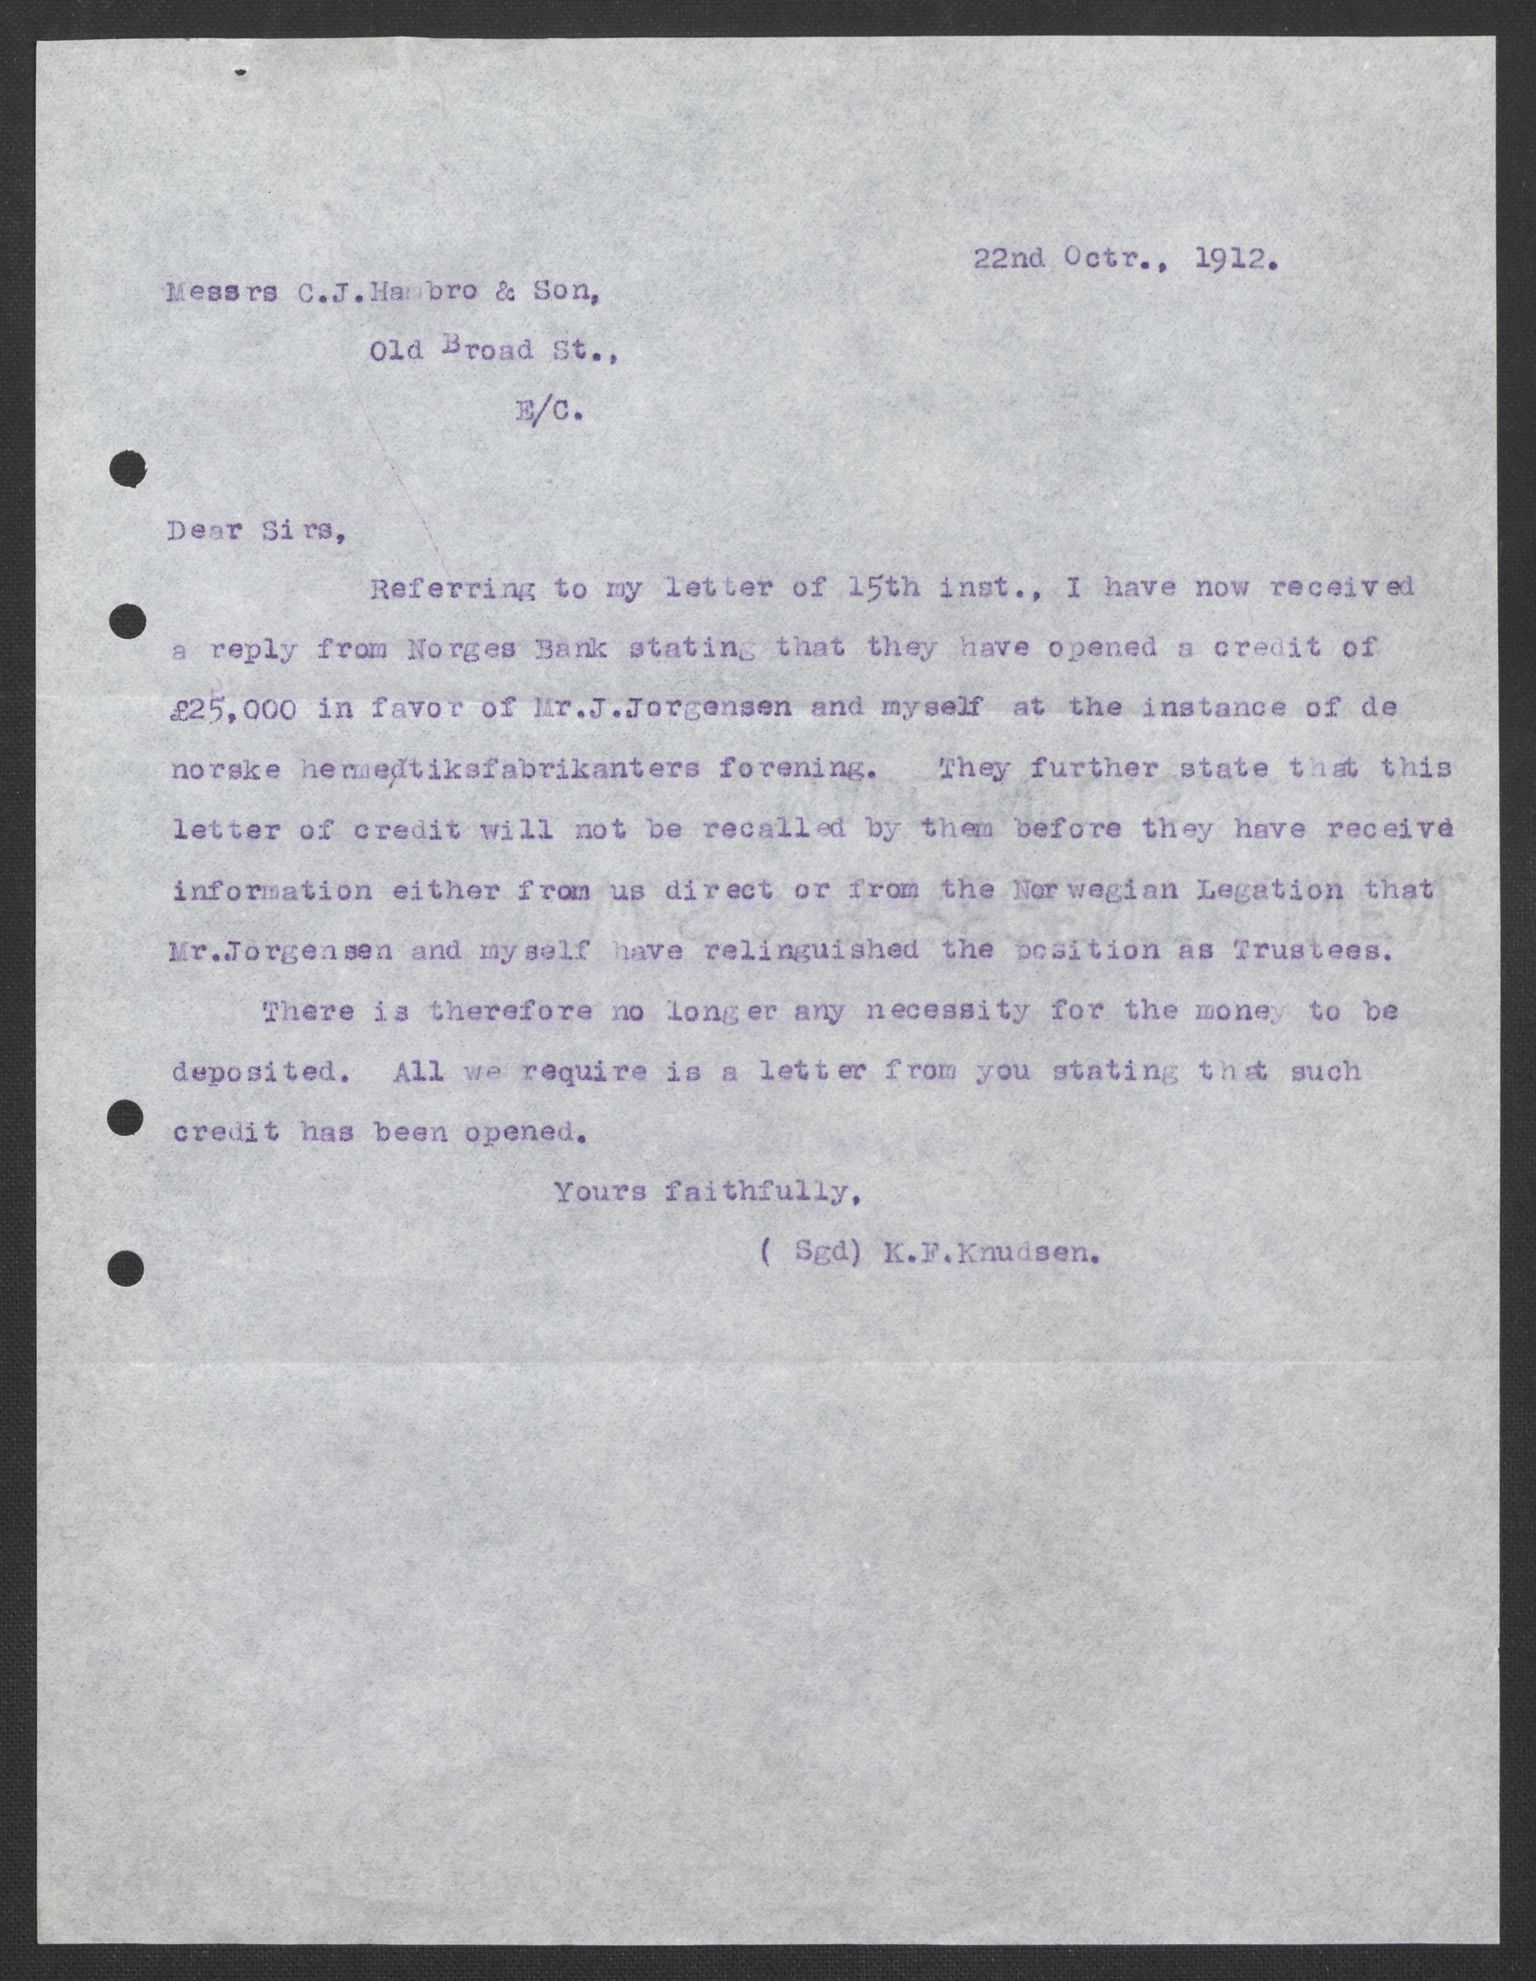 22nd Octr., 1912.
Messrs C.J.Hambro & Son,
Old Broad St.,
E/C.
Dear Sirs,
Referring to my letter of 15th inst., I have now received
a reply from Norges Bank stating that they have opened a credit of
£25,000 in favor of Mr.J.Jorgensen and myself at the instance of de
norske hermedtiksfabrikanters forening. They further state that this
letter of credit will not be recalled by them before they have receivd
information either from us direct or from the Norwegian Legation that
Mr.Jorgensen and myself have relinguished the position as Trustees.
There is therefore no longer any necessity for the money to be
deposited. All we require is a letter from you stating that such
credit has been opened.
Yours faithfully,
( Sgd) K.F.Knudsen.